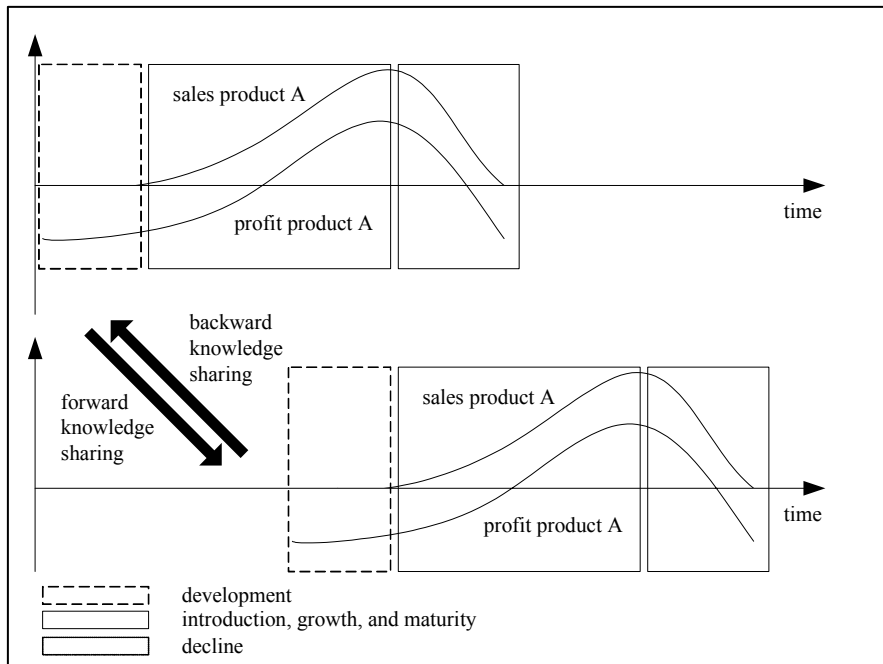 sales product A
time
profit product A
backward
knowledge
sharing
forward
knowledge
sharing
sales product A
time
profit product A
development
introduction, growth, and maturity
decline